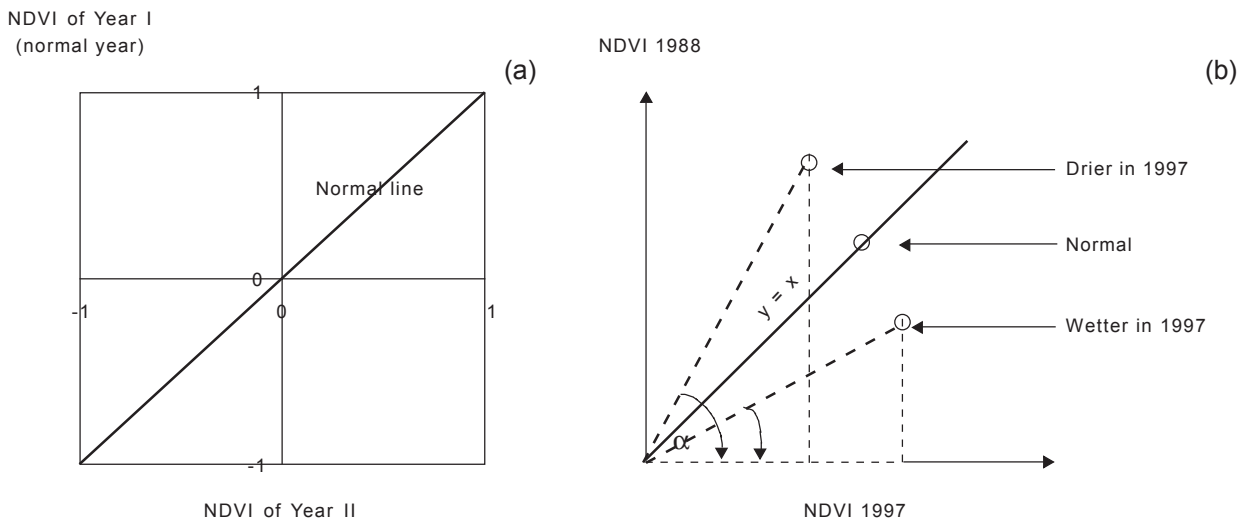 NDVI of Year I
(normal year)
(a)
1
Normal line
0
-1
0
1
-1
NDVI of Year II
NDVI 1988
(b)
Drier in 1997
Normal
y = x
Wetter in 1997
α
NDVI 1997